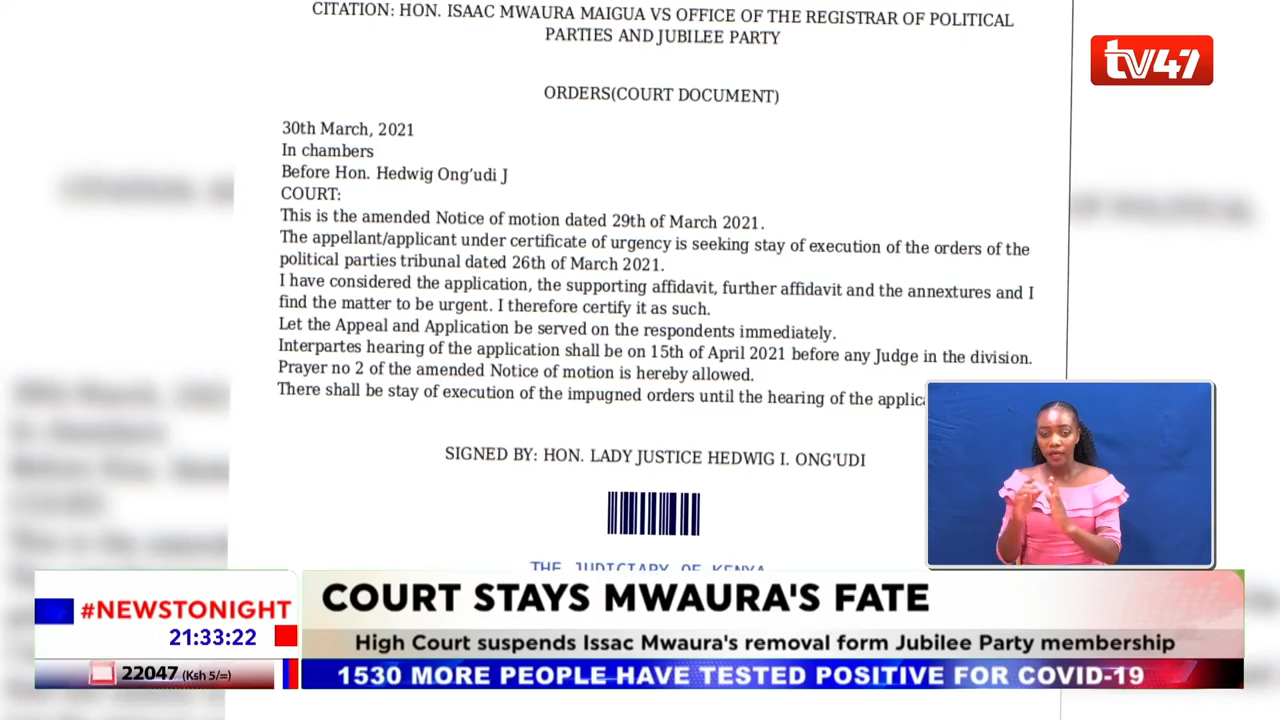 CITATION: HON. ISAAC MWAURA MAIGUA VS OFFICE OF THE REGISTRAR OF POLITICAL
PARTIES AND JUBILEE PARTY
tv47
ORDERS(COURT DOCUMENT)
30th March, 2021
In chambers
Before Hon. Hedwig Ong'udi J
COURT:
This is the amended Notice of motion dated 29th of March 2021.
The appellant/applicant under certificate of urgency is seeking stay of execution of the orders of the
political parties tribunal dated 26th of March 2021.
I have considered the application, the supporting affidavit, further affidavit and the annextures and I
find the matter to be urgent. I therefore certify it as such.
Let the Appeal and Application be served on the respondents immediately.
Interpartes hearing of the application shall be on 15th of April 2021 before any Judge in the division.
Prayer no 2 of the amended Notice of motion is hereby allowed.
There shall be stay of execution of the impugned orders until the hearing of the
SIGNED BY: HON. LADY JUSTICE HEDWIG I. ONG'UDI
THE JUDICIARY OF KENYA
#NEWSTONIGHT
21:33:22
22047 (Ksh 5/=)
COURT STAYS MWAURA'S FATE
High Court suspends Issac Mwaura's removal form Jubilee Party membership
1530 MORE PEOPLE HAVE TESTED POSITIVE FOR COVID-19